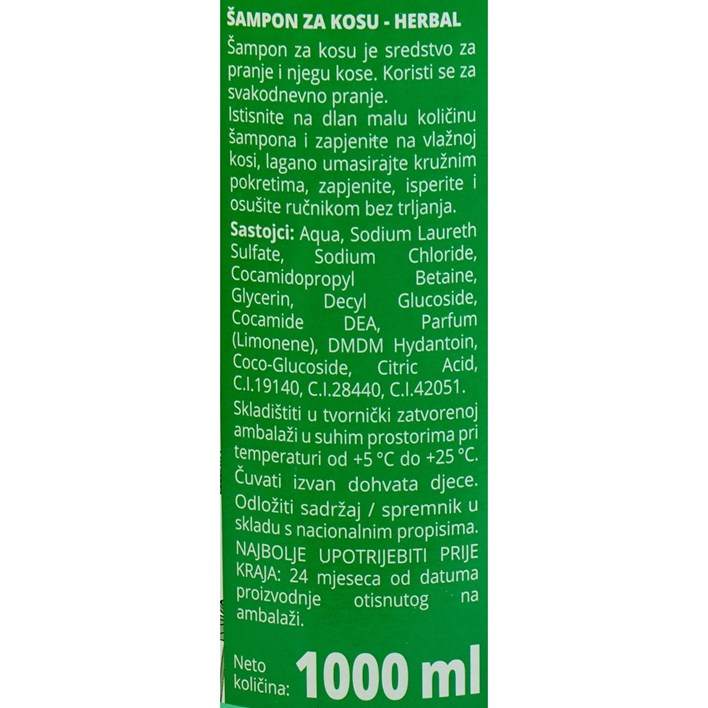 ŠAMPON ZA KOSU - HERBAL
Šampon za kosu je sredstvo za
pranje i njegu kose. Koristi se za
svakodnevno pranje.
Istisnite na dlan malu količinu
šampona i zapjenite na vlažnoj
kosi, lagano umasirajte kružnim
pokretima, zapjenite, isperite i
osušite ručnikom bez trljanja.
Sastojci: Aqua, Sodium Laureth
Sulfate, Sodium Chloride,
Cocamidopropyl Betaine,
Glycerin, Decyl Glucoside,
Cocamide DEA, Parfum
(Limonene), DMDM Hydantoin,
Coco-Glucoside, Citric Acid,
C.I.19140, C.I.28440, C.I.42051.
Skladištiti u tvornički zatvorenoj
ambalaži u suhim prostorima pri
temperaturi od +5 °C do +25 °C.
Čuvati izvan dohvata djece.
Odložiti sadržaj / spremnik u
skladu s nacionalnim propisima.
NAJBOLJE UPOTRIJEBITI PRIJE
KRAJA: 24 mjeseca od datuma
proizvodnje otisnutog na
ambalaži.
Neto
količina: 1000 ml